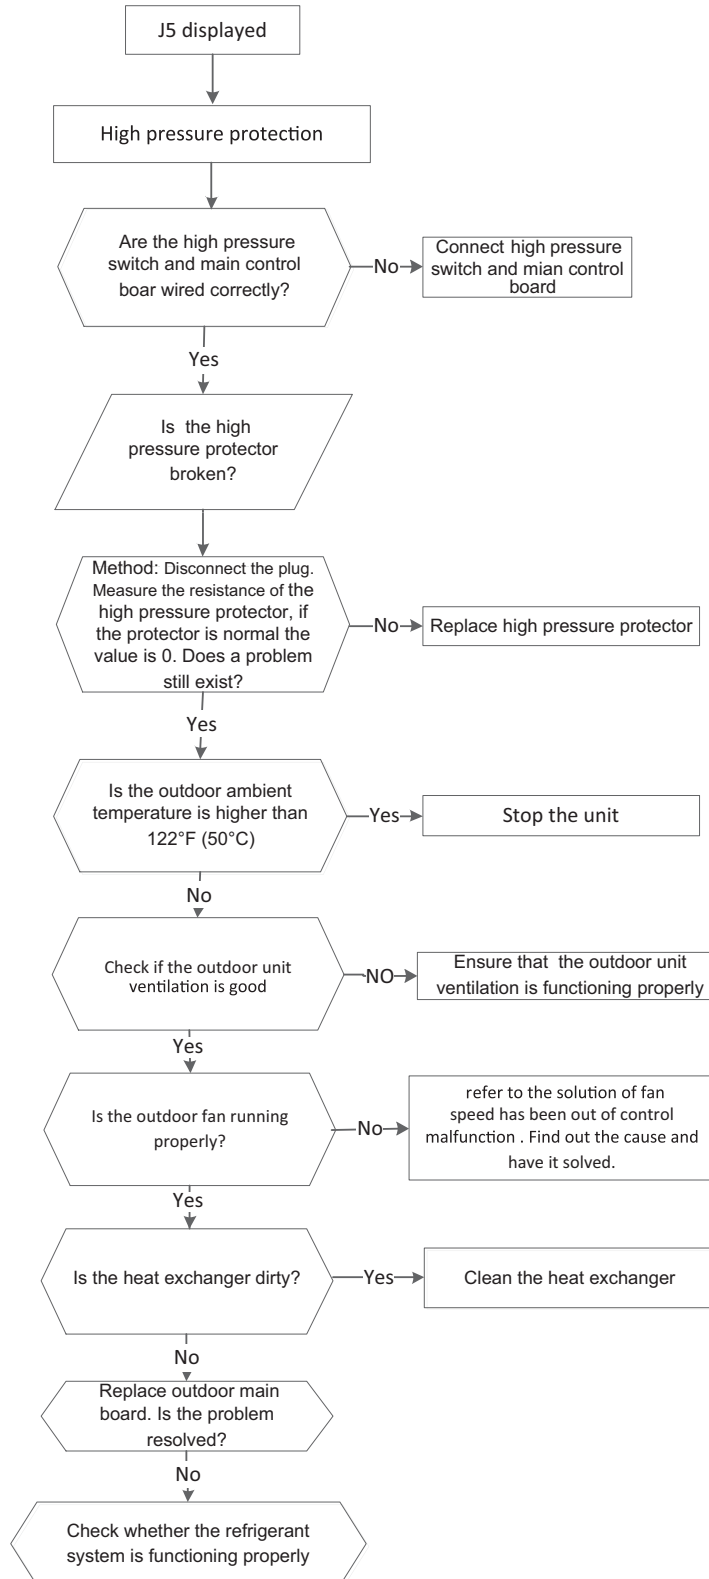 J5 displayed
High pressure protection
Are the high pressure
switch and main control
boar wired correctly?
No
Connect high pressure
switch and mian control
board
Yes
Is the high
pressure protector
broken?
Method: Disconnect the plug.
Measure the resistance of the
high pressure protector, if
the protector is normal the
value is 0. Does a problem
still exist?
No
Replace high pressure protector
Yes
Is the outdoor ambient
temperature is higher than
122°F (50°C)
Yes
Stop the unit
No
Check if the outdoor unit
ventilation is good
NO
Ensure that the outdoor unit
ventilation is functioning properly
Yes
Is the outdoor fan running
properly?
No
refer to the solution of fan
speed has been out of control
malfunction . Find out the cause and
have it solved.
Yes
Is the heat exchanger dirty?
Yes
Clean the heat exchanger
No
Replace outdoor main
board. Is the problem
resolved?
No
Check whether the refrigerant
system is functioning properly